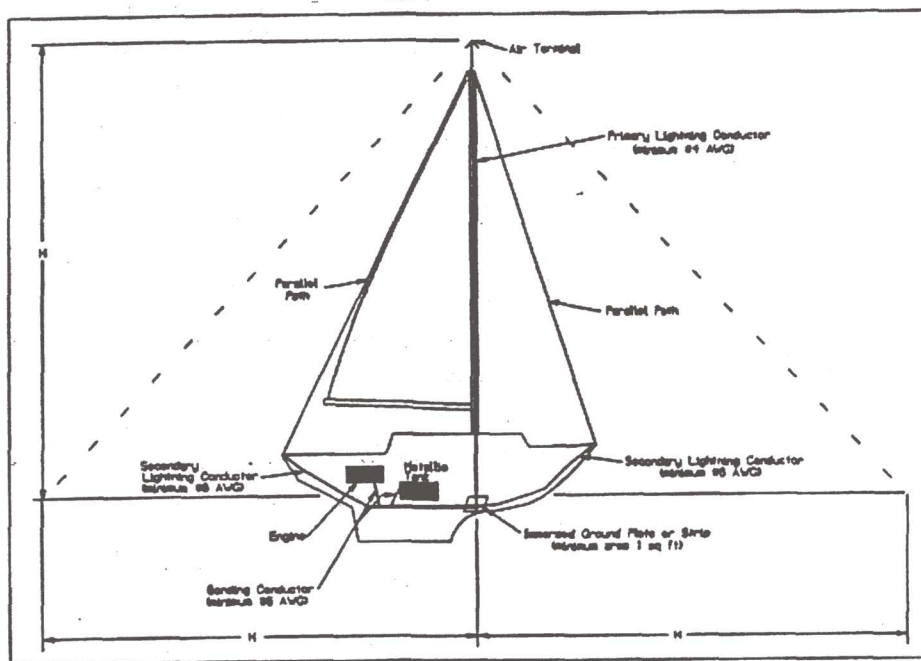 Air Terminal
Primary Lightning Conductor
(minimum #4 AWG)
H
Parallel
Path
Parallel Path
Secondary
Lightning Conductor
(minimum #6 AWG)
Metallic
Tank
Secondary Lightning Conductor
(minimum #6 AWG)
Engine
Immersed Ground Plate or Strip
(minimum area 1 sq ft)
Bonding Conductor
(minimum #6 AWG)
H
H